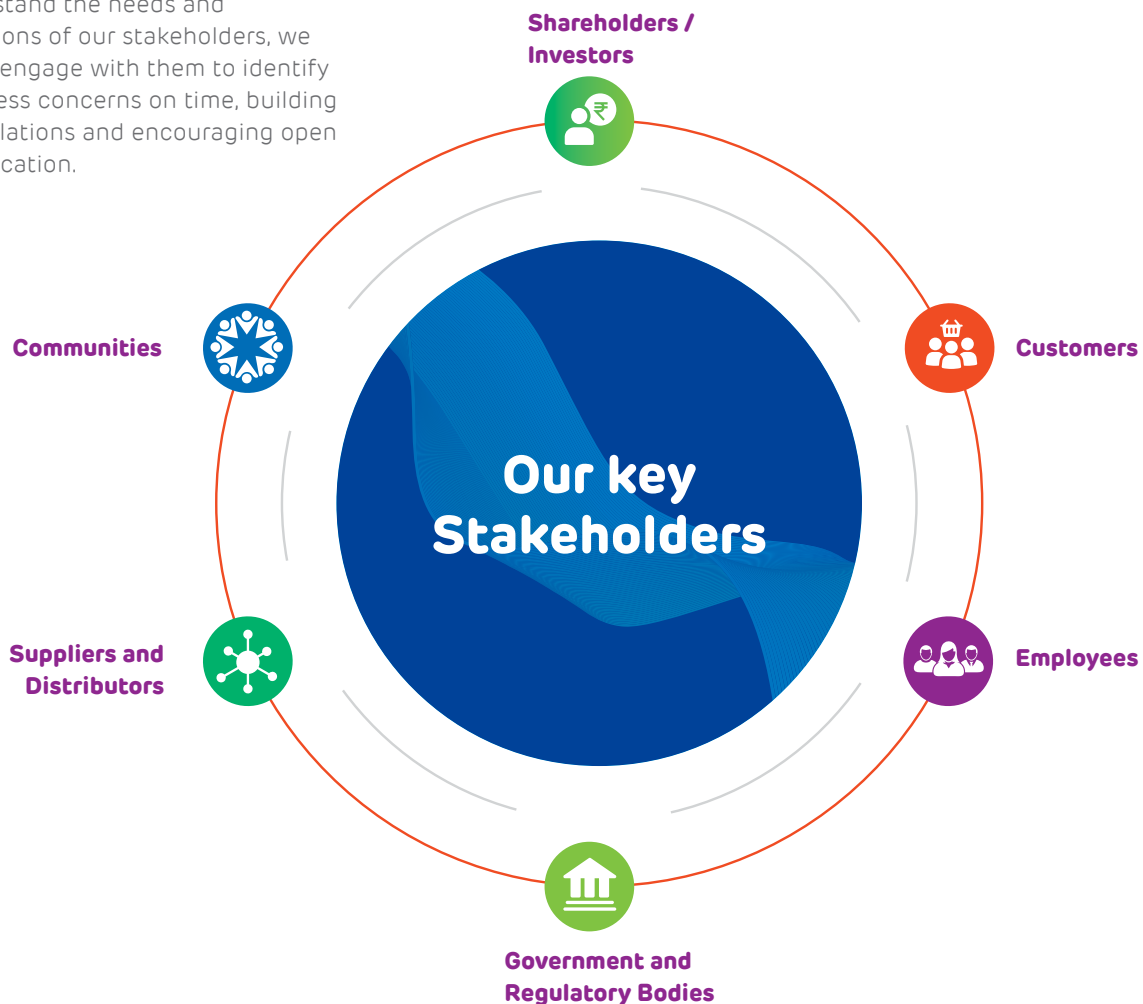 stand the needs and
ions of our stakeholders, we
engage with them to identify
ess concerns on time, building
lations and encouraging open
cation.
Shareholders /
Investors
₹
Communities
Customers
Our key
Stakeholders
Suppliers and
Distributors
Employees
Government and
Regulatory Bodies